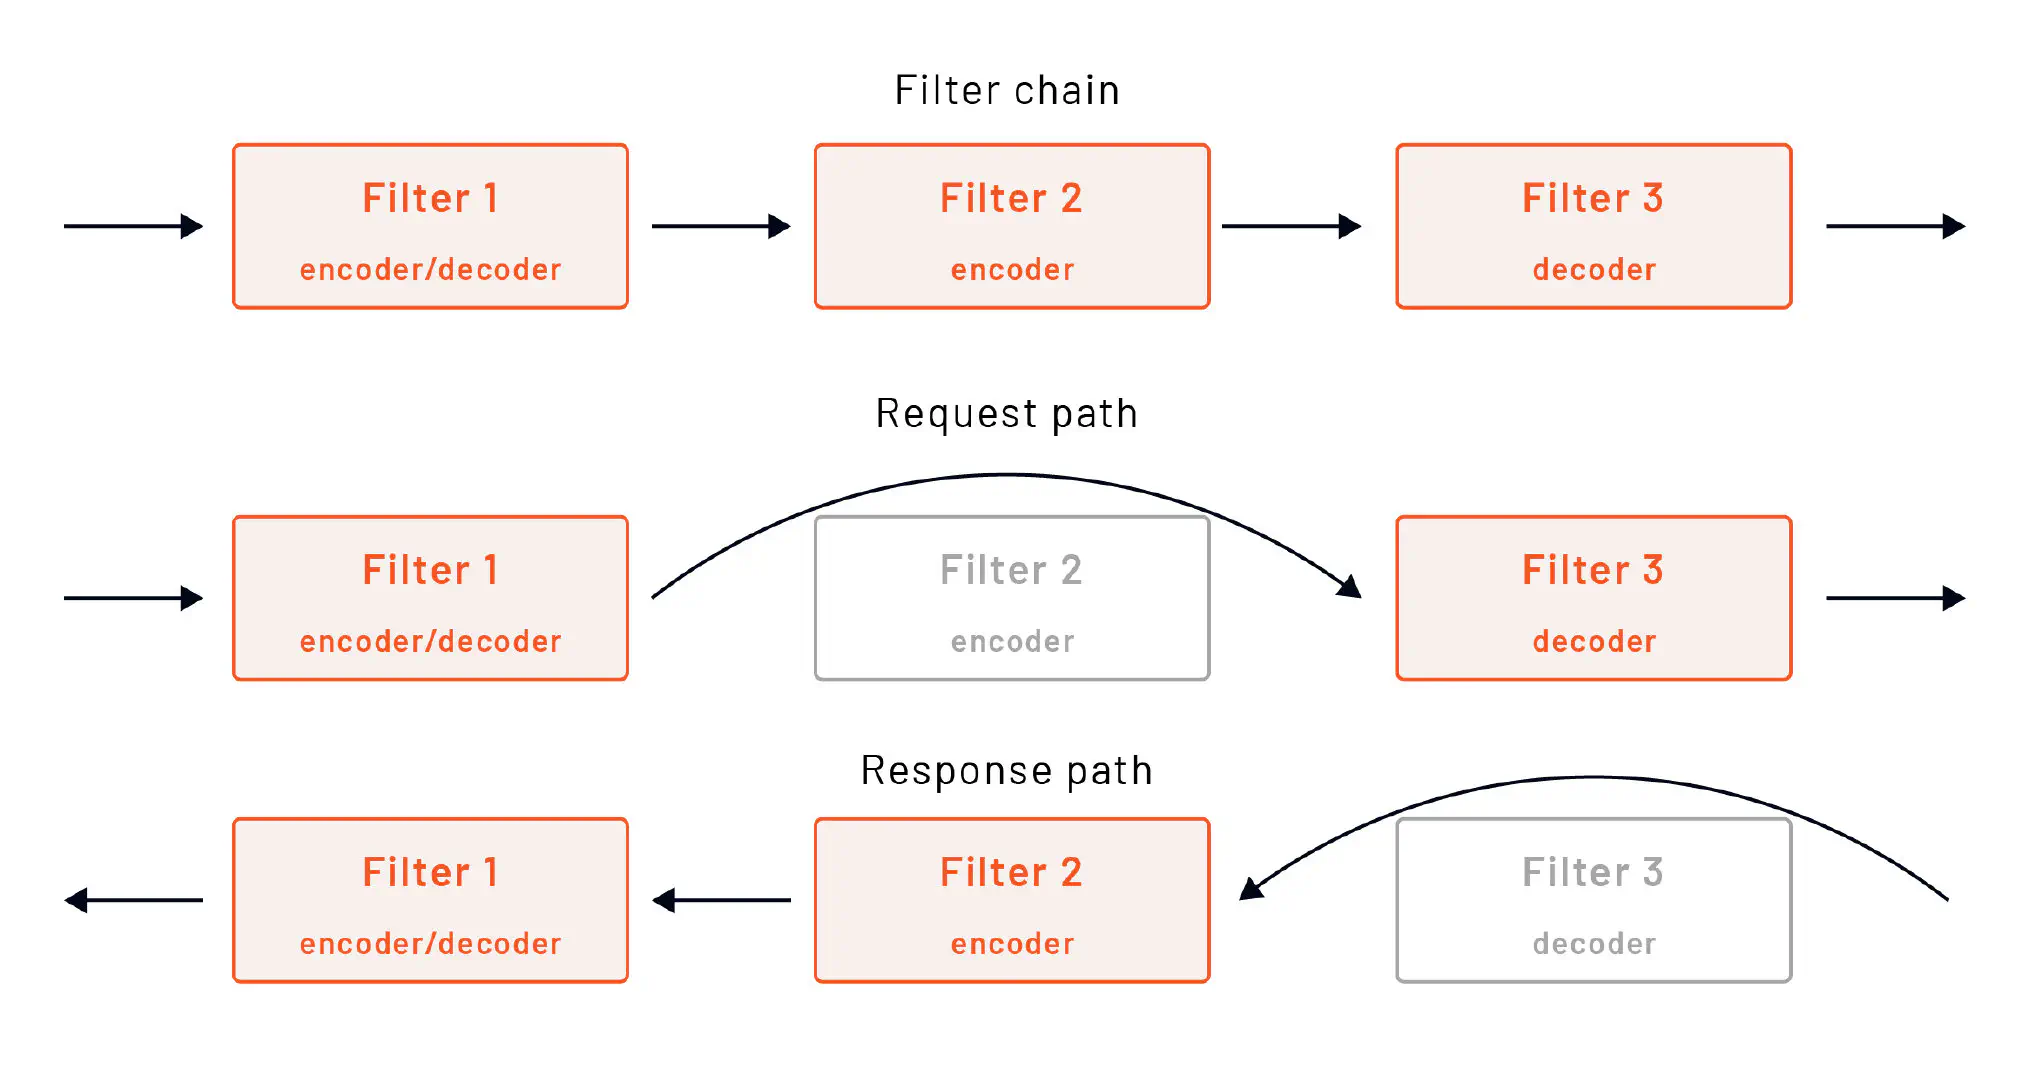 Filter chain
Filter 1
encoder/decoder
Filter 2
encoder
Filter 3
decoder
Request path
Filter 1
encoder/decoder
Filter 2
encoder
Filter 3
decoder
Response path
Filter 1
encoder/decoder
Filter 2
encoder
Filter 3
decoder